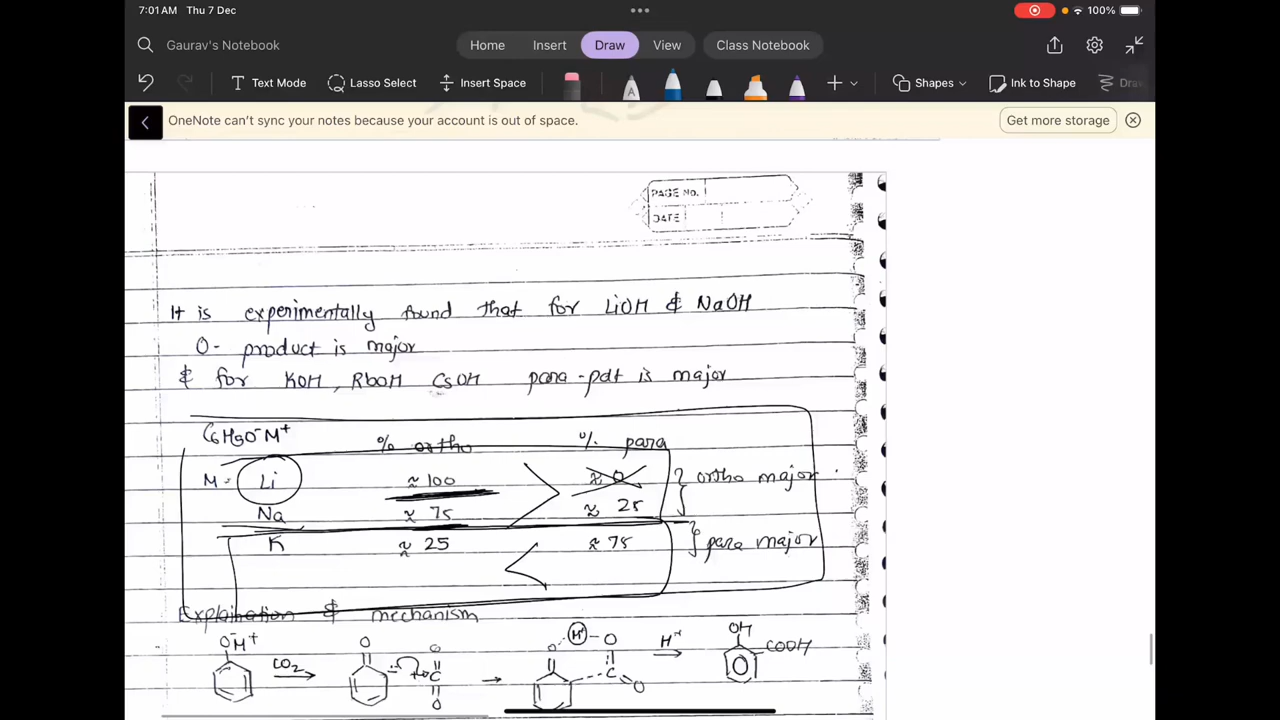 7:01 AM Thu 7 Dec
100%
Gaurav's Notebook
Home Insert Draw View Class Notebook
Text Mode Lasso Select Insert Space
Shapes Ink to Shape
OneNote can't sync your notes because your account is out of space.
Get more storage
PAGE No.
DATE
It is experimentally found that for LiOH & NaOH
O- product is major
& for KOH, RbOH CsOH para-pdt is major
C6H5O⁻M⁺ % ortho % para
M = Li ≈ 100 ≈ 0 } ortho major
Na ≈ 75 ≈ 25
K ≈ 25 ≈ 75 } para major
Explaination & mechanism
O⁻M⁺ CO2 O O C O M⁺ O O C O H⁺ OH COOH